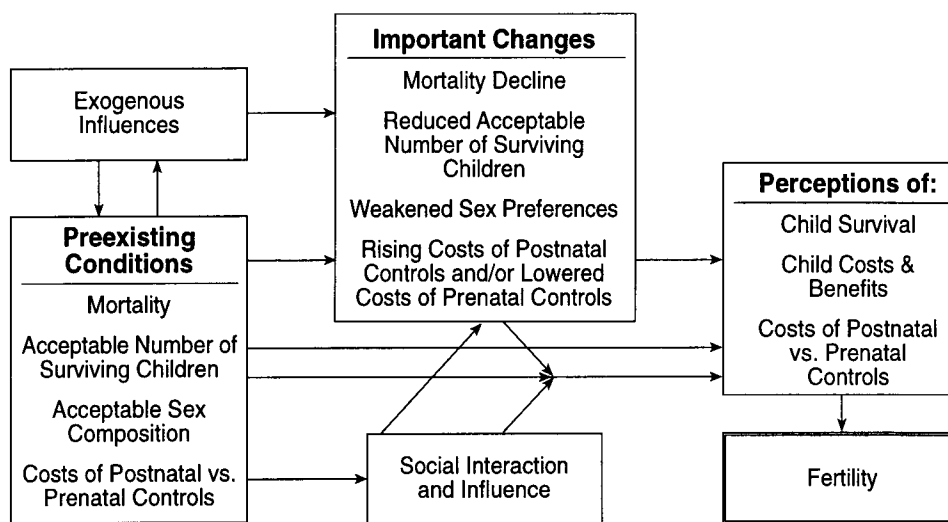 Exogenous
Influences
Preexisting
Conditions
Mortality
Acceptable Number of
Surviving Children
Acceptable Sex
Composition
Costs of Postnatal vs.
Prenatal Controls
Important Changes
Mortality Decline
Reduced Acceptable
Number of Surviving
Children
Weakened Sex Preferences
Rising Costs of Postnatal
Controls and/or Lowered
Costs of Prenatal Controls
Social Interaction
and Influence
Perceptions of:
Child Survival
Child Costs &
Benefits
Costs of Postnatal
vs. Prenatal
Controls
Fertility